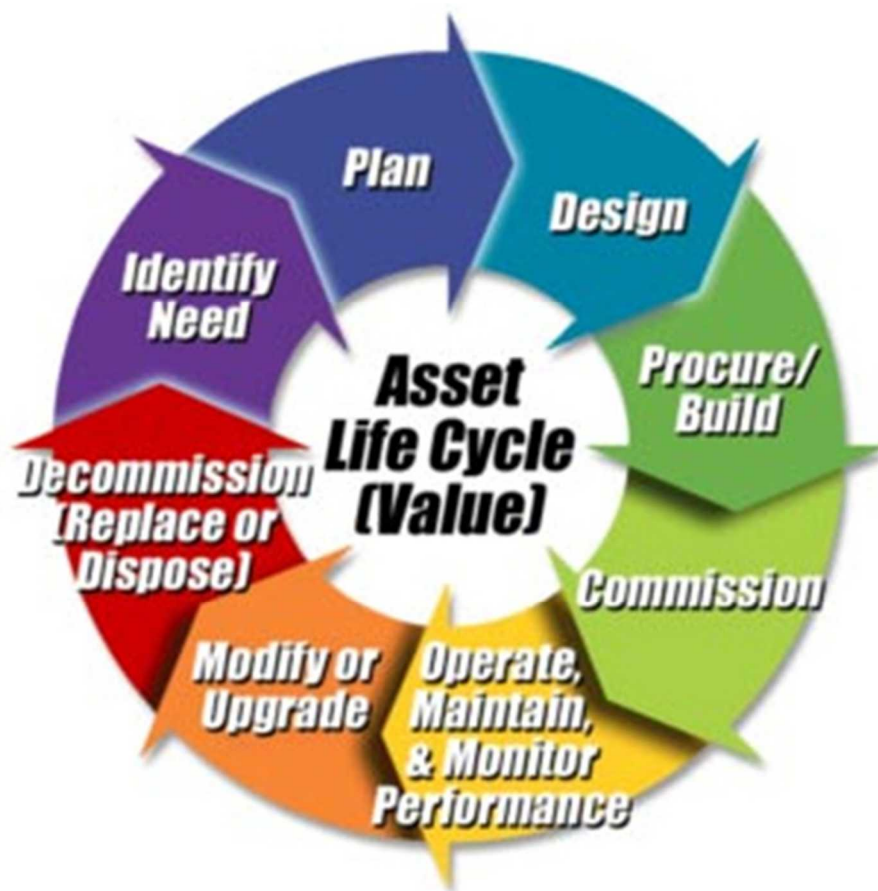 Asset
Life Cycle
(Value)
Identify
Need
Plan
Design
Procure/
Build
Commission
Operate,
Maintain,
& Monitor
Performance
Modify or
Upgrade
Decommission
(Replace or
Dispose)